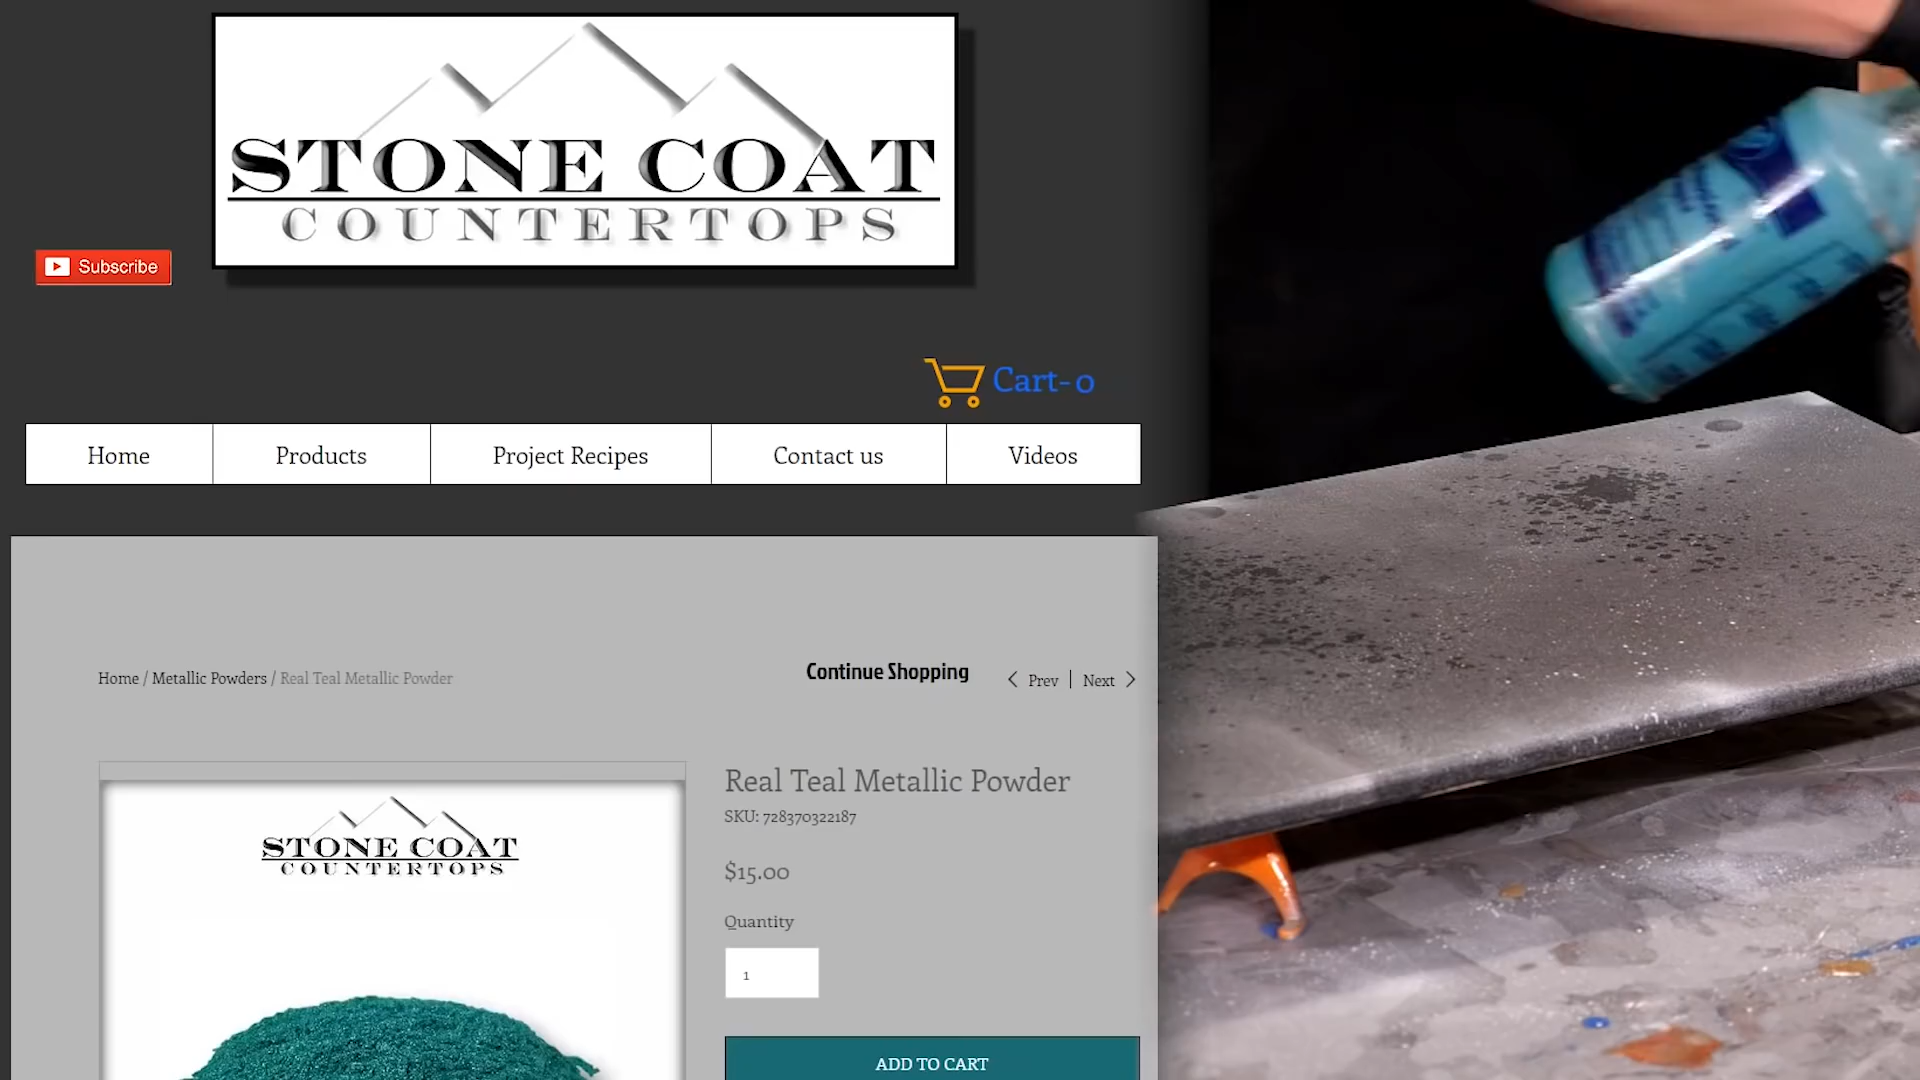 STONE COAT
COUNTERTOPS
Subscribe
Cart-0
Home
Products
Project Recipes
Contact us
Videos
Home / Metallic Powders / Real Teal Metallic Powder
Continue Shopping
Prev
Next
STONE COAT
COUNTERTOPS
Real Teal Metallic Powder
SKU: 728370322187
$15.00
Quantity
1
ADD TO CART